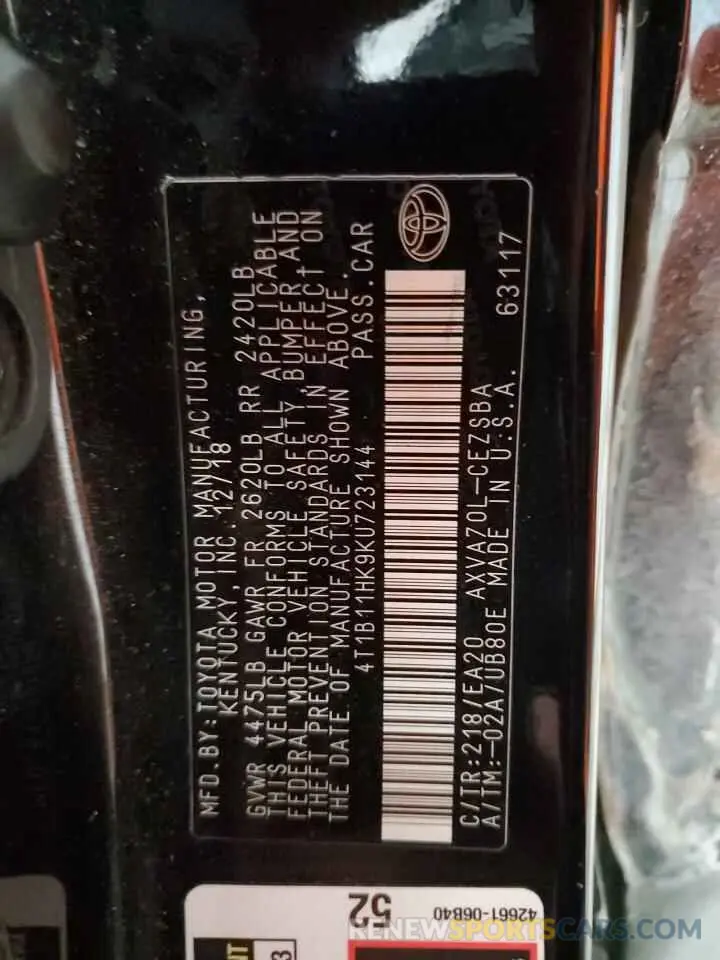 MFD.BY:TOYOTA MOTOR MANUFACTURING,
KENTUCKY, INC. 12/18
GVWR 4475LB GAWR FR 2620LB RR 2420LB
THIS VEHICLE CONFORMS TO ALL APPLICABLE
FEDERAL MOTOR VEHICLE SAFETY, BUMPER, AND
THEFT PREVENTION STANDARDS IN EFFECT ON
THE DATE OF MANUFACTURE SHOWN ABOVE.
4T1B11HK9KU723144 PASS.CAR
C/TR:218/EA20 AXVA70L-CEZSBA
A/TM:-02A/UB80E MADE IN U.S.A. 63117
52
42661-06B40
NT
3
RENEWSPORTSCARS.COM